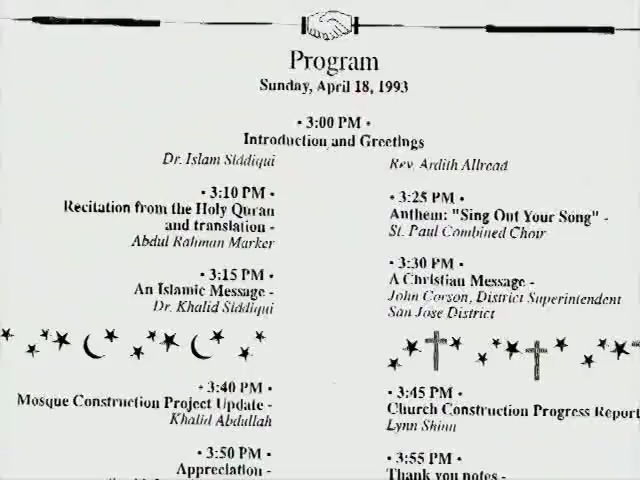 Program
Sunday, April 18, 1993
• 3:00 PM •
Introduction and Greetings
Dr. Islam Siddiqui
Rev. Ardith Allread
• 3:10 PM •
Recitation from the Holy Quran
and translation -
Abdul Rahman Marker
• 3:15 PM •
An Islamic Message -
Dr. Khalid Siddiqui
• 3:25 PM •
Anthem: "Sing Out Your Song" -
St. Paul Combined Choir
• 3:30 PM •
A Christian Message -
John Corson, District Superintendent
San Jose District
• 3:40 PM •
Mosque Construction Project Update -
Khalid Abdullah
• 3:50 PM •
Appreciation -
• 3:45 PM •
Church Construction Progress Report
Lynn Shinn
• 3:55 PM •
Thank you notes -